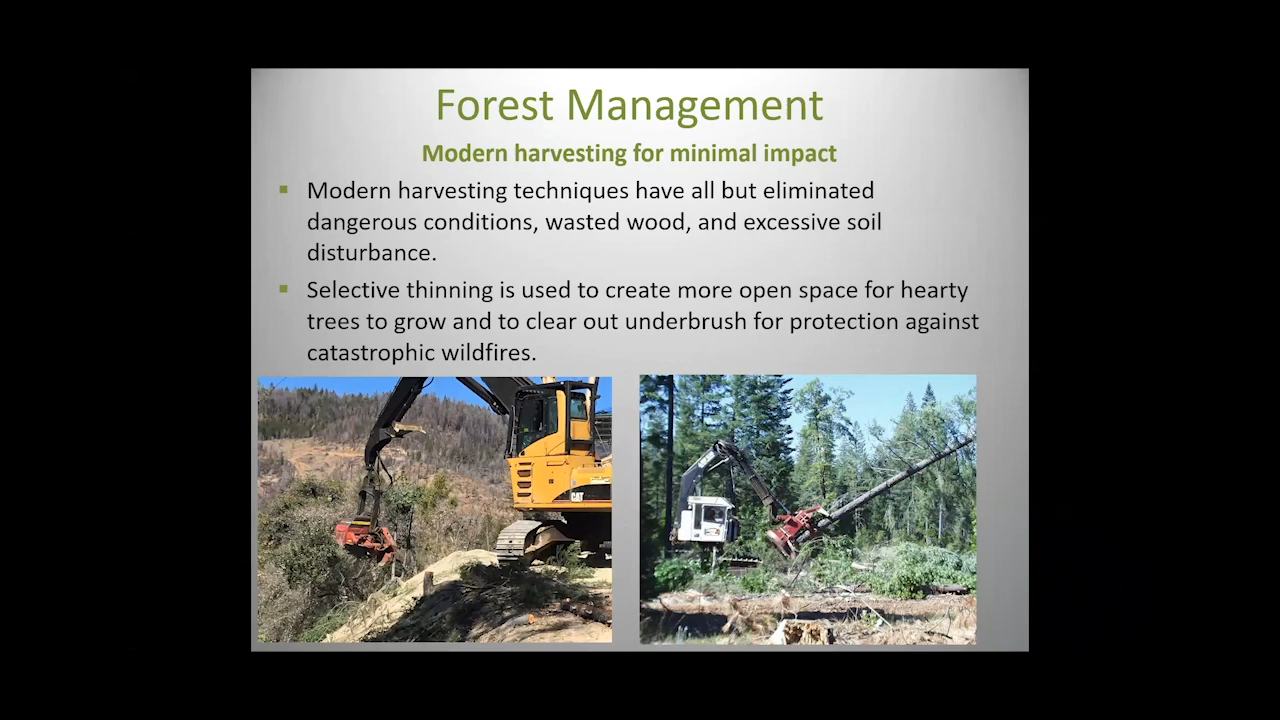 Forest Management
Modern harvesting for minimal impact
Modern harvesting techniques have all but eliminated
dangerous conditions, wasted wood, and excessive soil
disturbance.
Selective thinning is used to create more open space for hearty
trees to grow and to clear out underbrush for protection against
catastrophic wildfires.
CAT